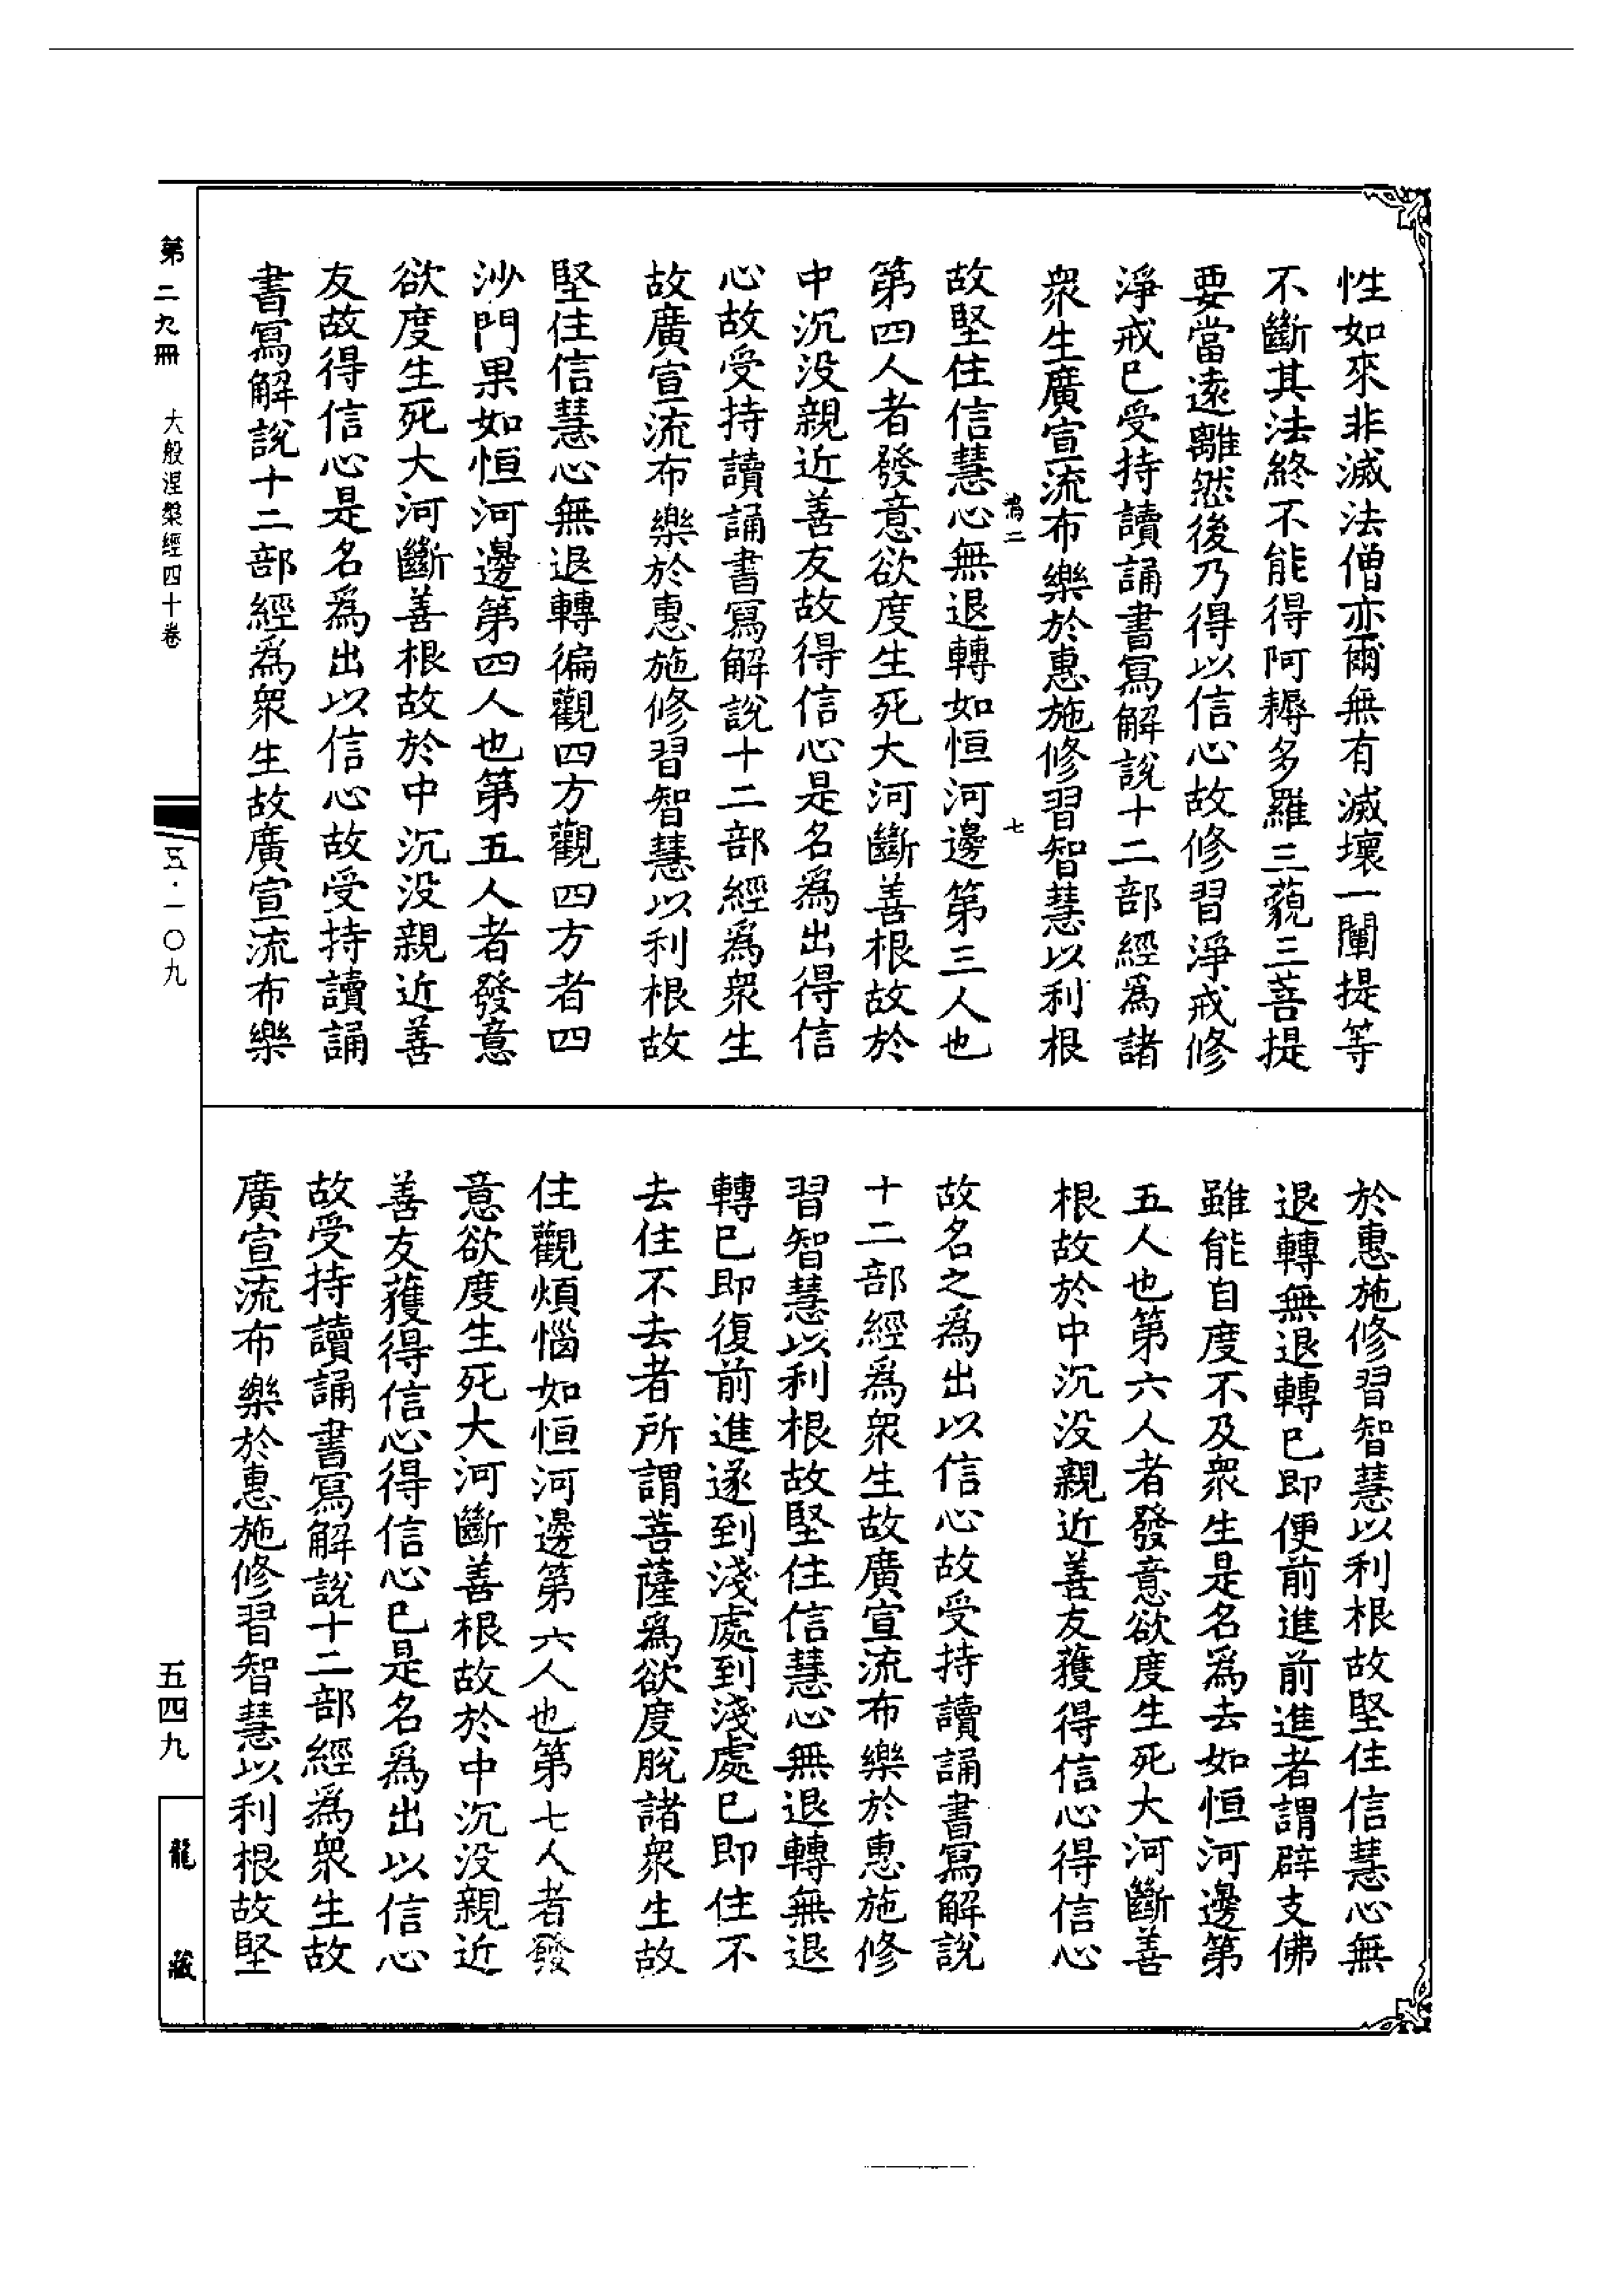 性如來非滅法僧亦爾無有滅壞一闡提等
不斷其法終不能得阿耨多羅三藐三菩提
要當遠離然後乃得以信心故修習淨戒修
淨戒已受持讀誦書寫解說十二部經爲諸
衆生廣宣流布樂於惠施修習智慧以利根
二 七
故堅住信慧心無退轉如恒河邊第三人也
第四人者發意欲度生死大河斷善根故於
中沉没親近善友故得信心是名爲出得信
心故受持讀誦書寫解說十二部經爲衆生
故廣宣流布樂於惠施修習智慧以利根故
堅住信慧心無退轉徧觀四方觀四方者四
沙門果如恒河邊第四人也第五人者發意
欲度生死大河斷善根故於中沉没親近善
友故得信心是名爲出以信心故受持讀誦
書寫解說十二部經爲衆生故廣宣流布樂
於惠施修習智慧以利根故堅住信慧心無
退轉無退轉已即便前進前進者謂辟支佛
雖能自度不及衆生是名爲去如恒河邊第
五人也第六人者發意欲度生死大河斷善
根故於中沉没親近善友獲得信心得信心
故名之爲出以信心故受持讀誦書寫解說
十二部經爲衆生故廣宣流布樂於惠施修
習智慧以利根故堅住信慧心無退轉無退
轉已即復前進遂到淺處到淺處已即住不
去住不去者所謂菩薩爲欲度脫諸衆生故
住觀煩惱如恒河邊第六人也第七人者發
意欲度生死大河斷善根故於中沉没親近
善友獲得信心得信心已是名爲出以信心
故受持讀誦書寫解說十二部經爲衆生故
廣宣流布樂於惠施修習智慧以利根故堅
第二九冊 大般涅槃經四十卷 五·一〇九 五四九 龍藏